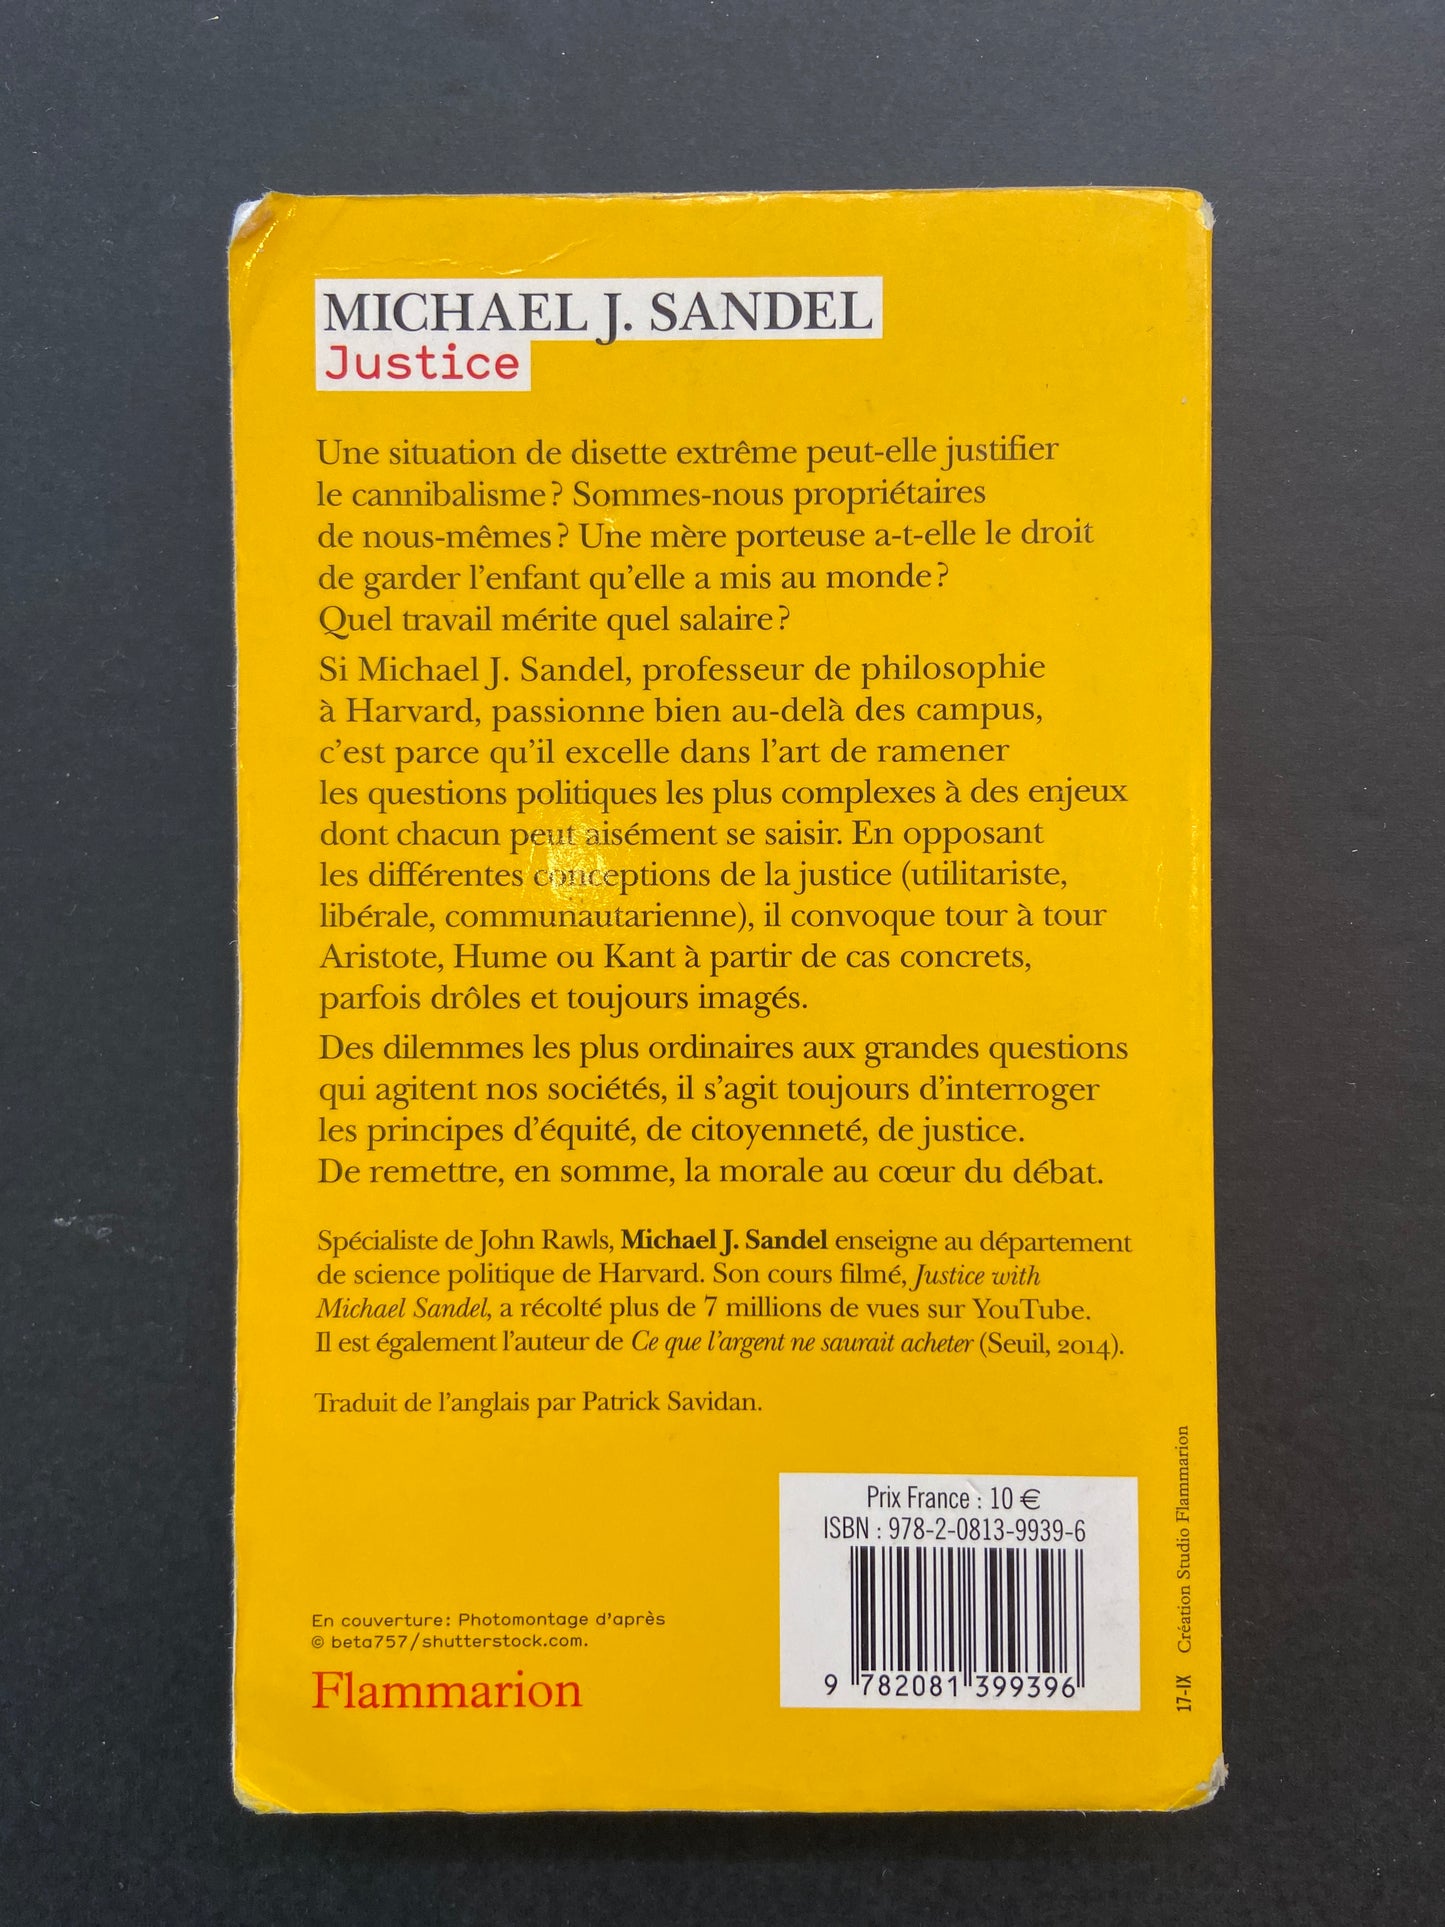 MICHAEL J. SANDEL
Justice
Une situation de disette extrême peut-elle justifier
le cannibalisme ? Sommes-nous propriétaires
de nous-mêmes ? Une mère porteuse a-t-elle le droit
de garder l'enfant qu'elle a mis au monde ?
Quel travail mérite quel salaire ?
Si Michael J. Sandel, professeur de philosophie
à Harvard, passionne bien au-delà des campus,
c'est parce qu'il excelle dans l'art de ramener
les questions politiques les plus complexes à des enjeux
dont chacun peut aisément se saisir. En opposant
les différentes conceptions de la justice (utilitariste,
libérale, communautarienne), il convoque tour à tour
Aristote, Hume ou Kant à partir de cas concrets,
parfois drôles et toujours imagés.
Des dilemmes les plus ordinaires aux grandes questions
qui agitent nos sociétés, il s'agit toujours d'interroger
les principes d'équité, de citoyenneté, de justice.
De remettre, en somme, la morale au cœur du débat.
Spécialiste de John Rawls, Michael J. Sandel enseigne au département
de science politique de Harvard. Son cours filmé, Justice with
Michael Sandel, a récolté plus de 7 millions de vues sur YouTube.
Il est également l'auteur de Ce que l'argent ne saurait acheter (Seuil, 2014).
Traduit de l'anglais par Patrick Savidan.
Prix France : 10 €
ISBN : 978-2-0813-9939-6
9 782081 399396
En couverture : Photomontage d'après
© beta757/shutterstock.com.
Flammarion
17-IX Création Studio Flammarion